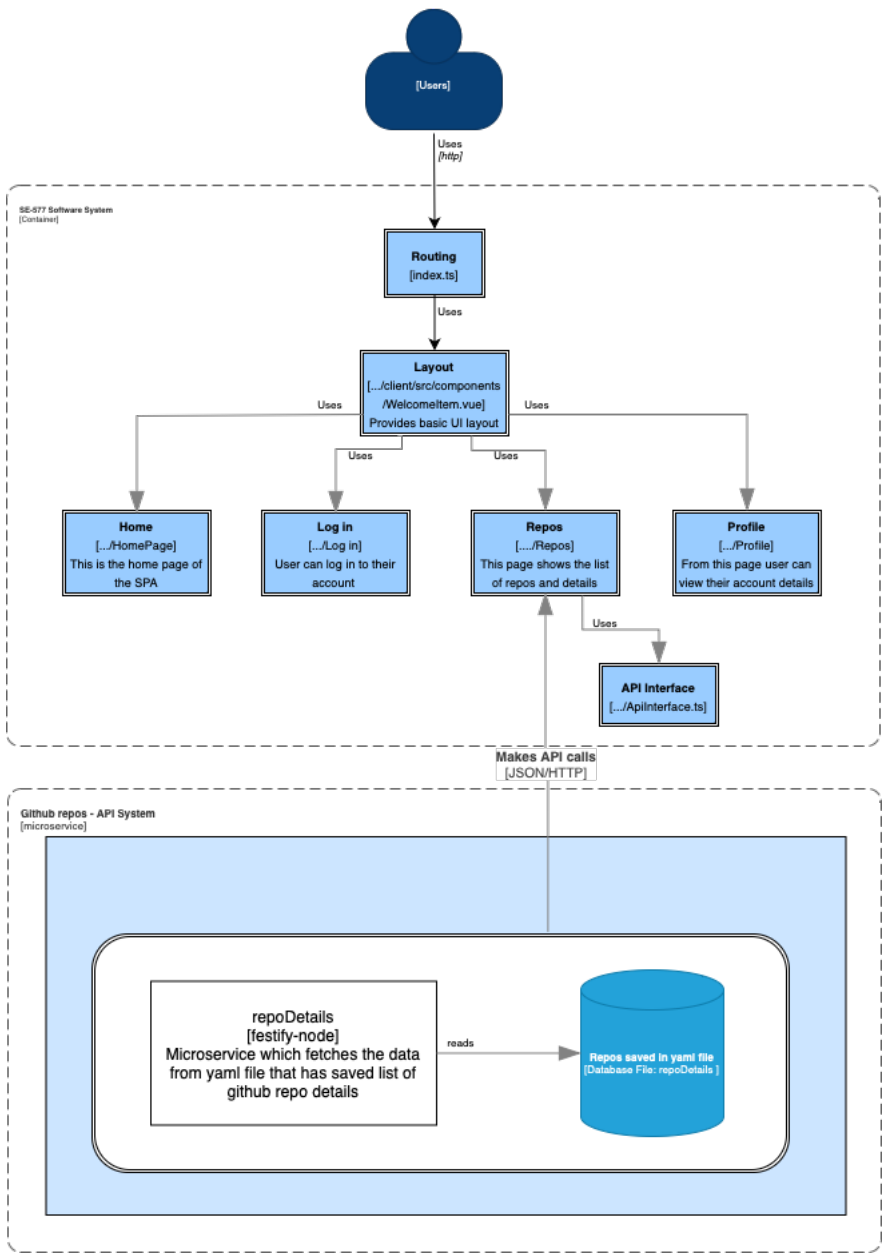 [Users]
Uses
[http]
SE-577 Software System
[Container]
Routing
[index.ts]
Uses
Layout
[.../client/src/components
/WelcomeItem.vue]
Provides basic UI layout
Uses
Uses
Uses
Uses
Home
[.../HomePage]
This is the home page of
the SPA
Log in
[.../Log in]
User can log in to their
account
Repos
[..../Repos]
This page shows the list
of repos and details
Profile
[.../Profile]
From this page user can
view their account details
Uses
API Interface
[.../ApiInterface.ts]
Makes API calls
[JSON/HTTP]
Github repos - API System
[microservice]
repoDetails
[festify-node]
Microservice which fetches the data
from yaml file that has saved list of
github repo details
reads
Repos saved in yaml file
[Database File: repoDetails ]